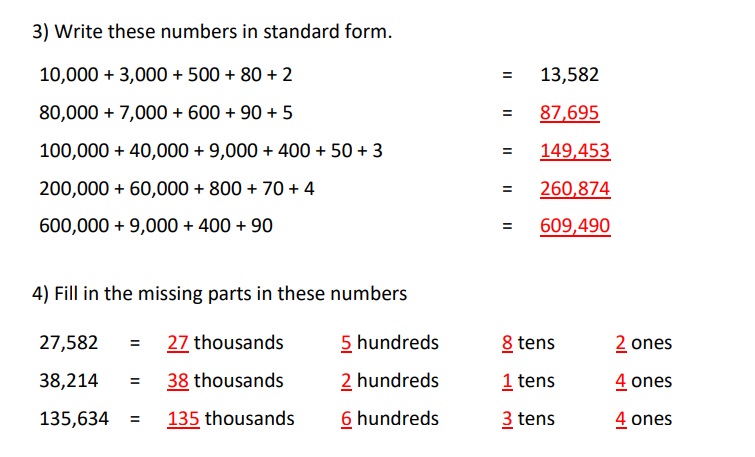 3) Write these numbers in standard form.
10,000 + 3,000 + 500 + 80 + 2 = 13,582
80,000 + 7,000 + 600 + 90 + 5 = 87,695
100,000 + 40,000 + 9,000 + 400 + 50 + 3 = 149,453
200,000 + 60,000 + 800 + 70 + 4 = 260,874
600,000 + 9,000 + 400 + 90 = 609,490
4) Fill in the missing parts in these numbers
27,582 = 27 thousands 5 hundreds 8 tens 2 ones
38,214 = 38 thousands 2 hundreds 1 tens 4 ones
135,634 = 135 thousands 6 hundreds 3 tens 4 ones